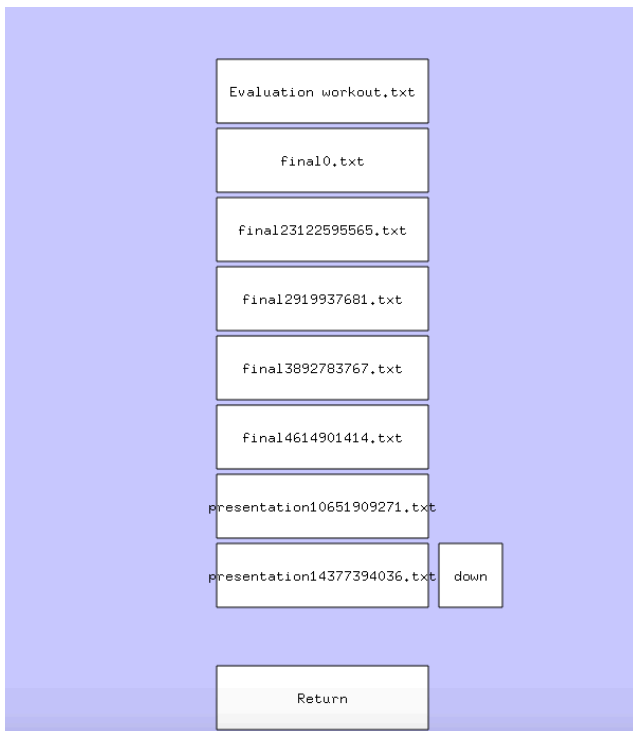 Evaluation workout.txt
final0.txt
final23122595565.txt
final2919937681.txt
final3892783767.txt
final4614901414.txt
presentation10651909271.txt
presentation14377394036.txt
down
Return